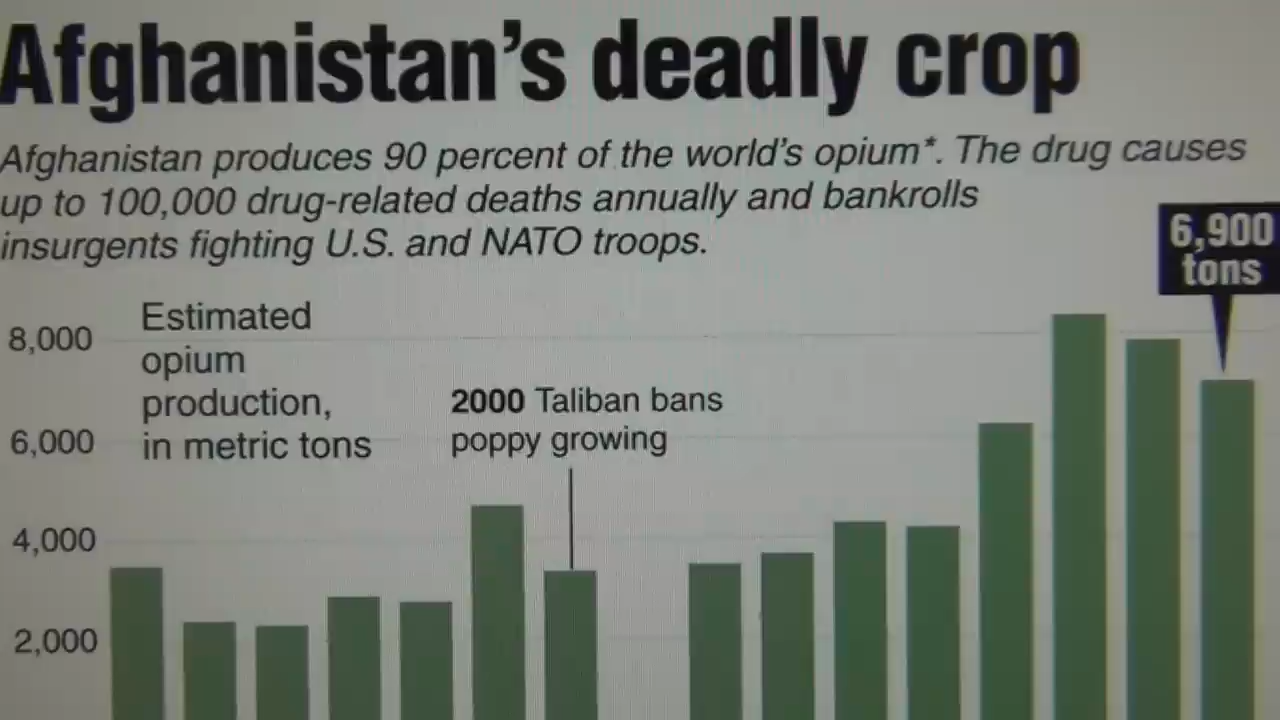 Afghanistan's deadly crop
Afghanistan produces 90 percent of the world's opium*. The drug causes
up to 100,000 drug-related deaths annually and bankrolls
insurgents fighting U.S. and NATO troops.
6,900
tons
Estimated
opium
production,
in metric tons
2000 Taliban bans
poppy growing
8,000
6,000
4,000
2,000